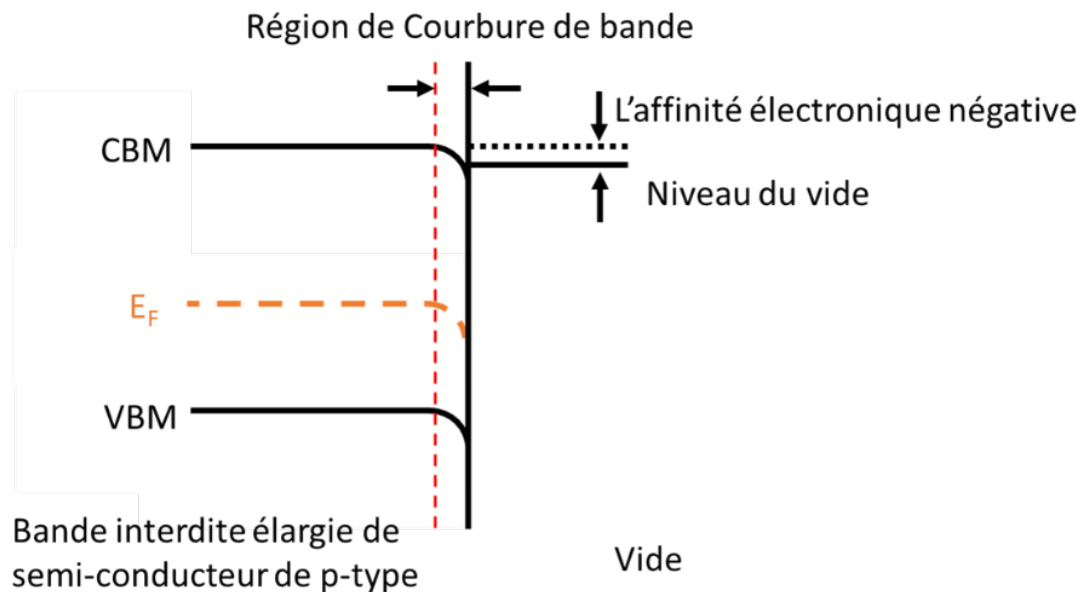 Région de Courbure de bande
L'affinité électronique négative
CBM
Niveau du vide
E_F
VBM
Bande interdite élargie de
semi-conducteur de p-type
Vide